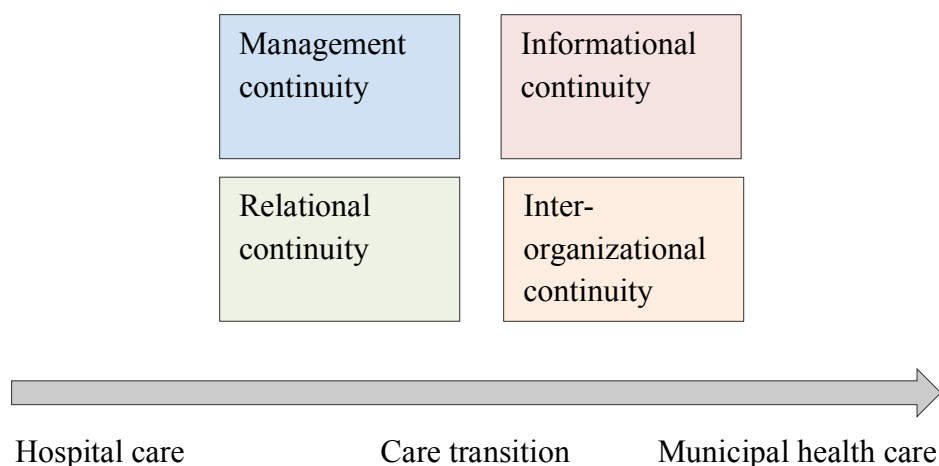 Management
continuity
Informational
continuity
Relational
continuity
Inter-
organizational
continuity
Hospital care
Care transition
Municipal health care